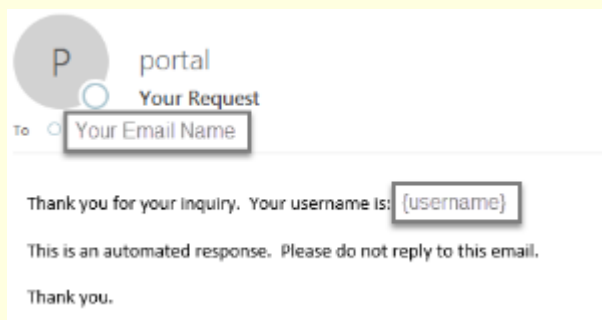 P
portal
Your Request
To Your Email Name
Thank you for your inquiry. Your username is: {username}
This is an automated response. Please do not reply to this email.
Thank you.